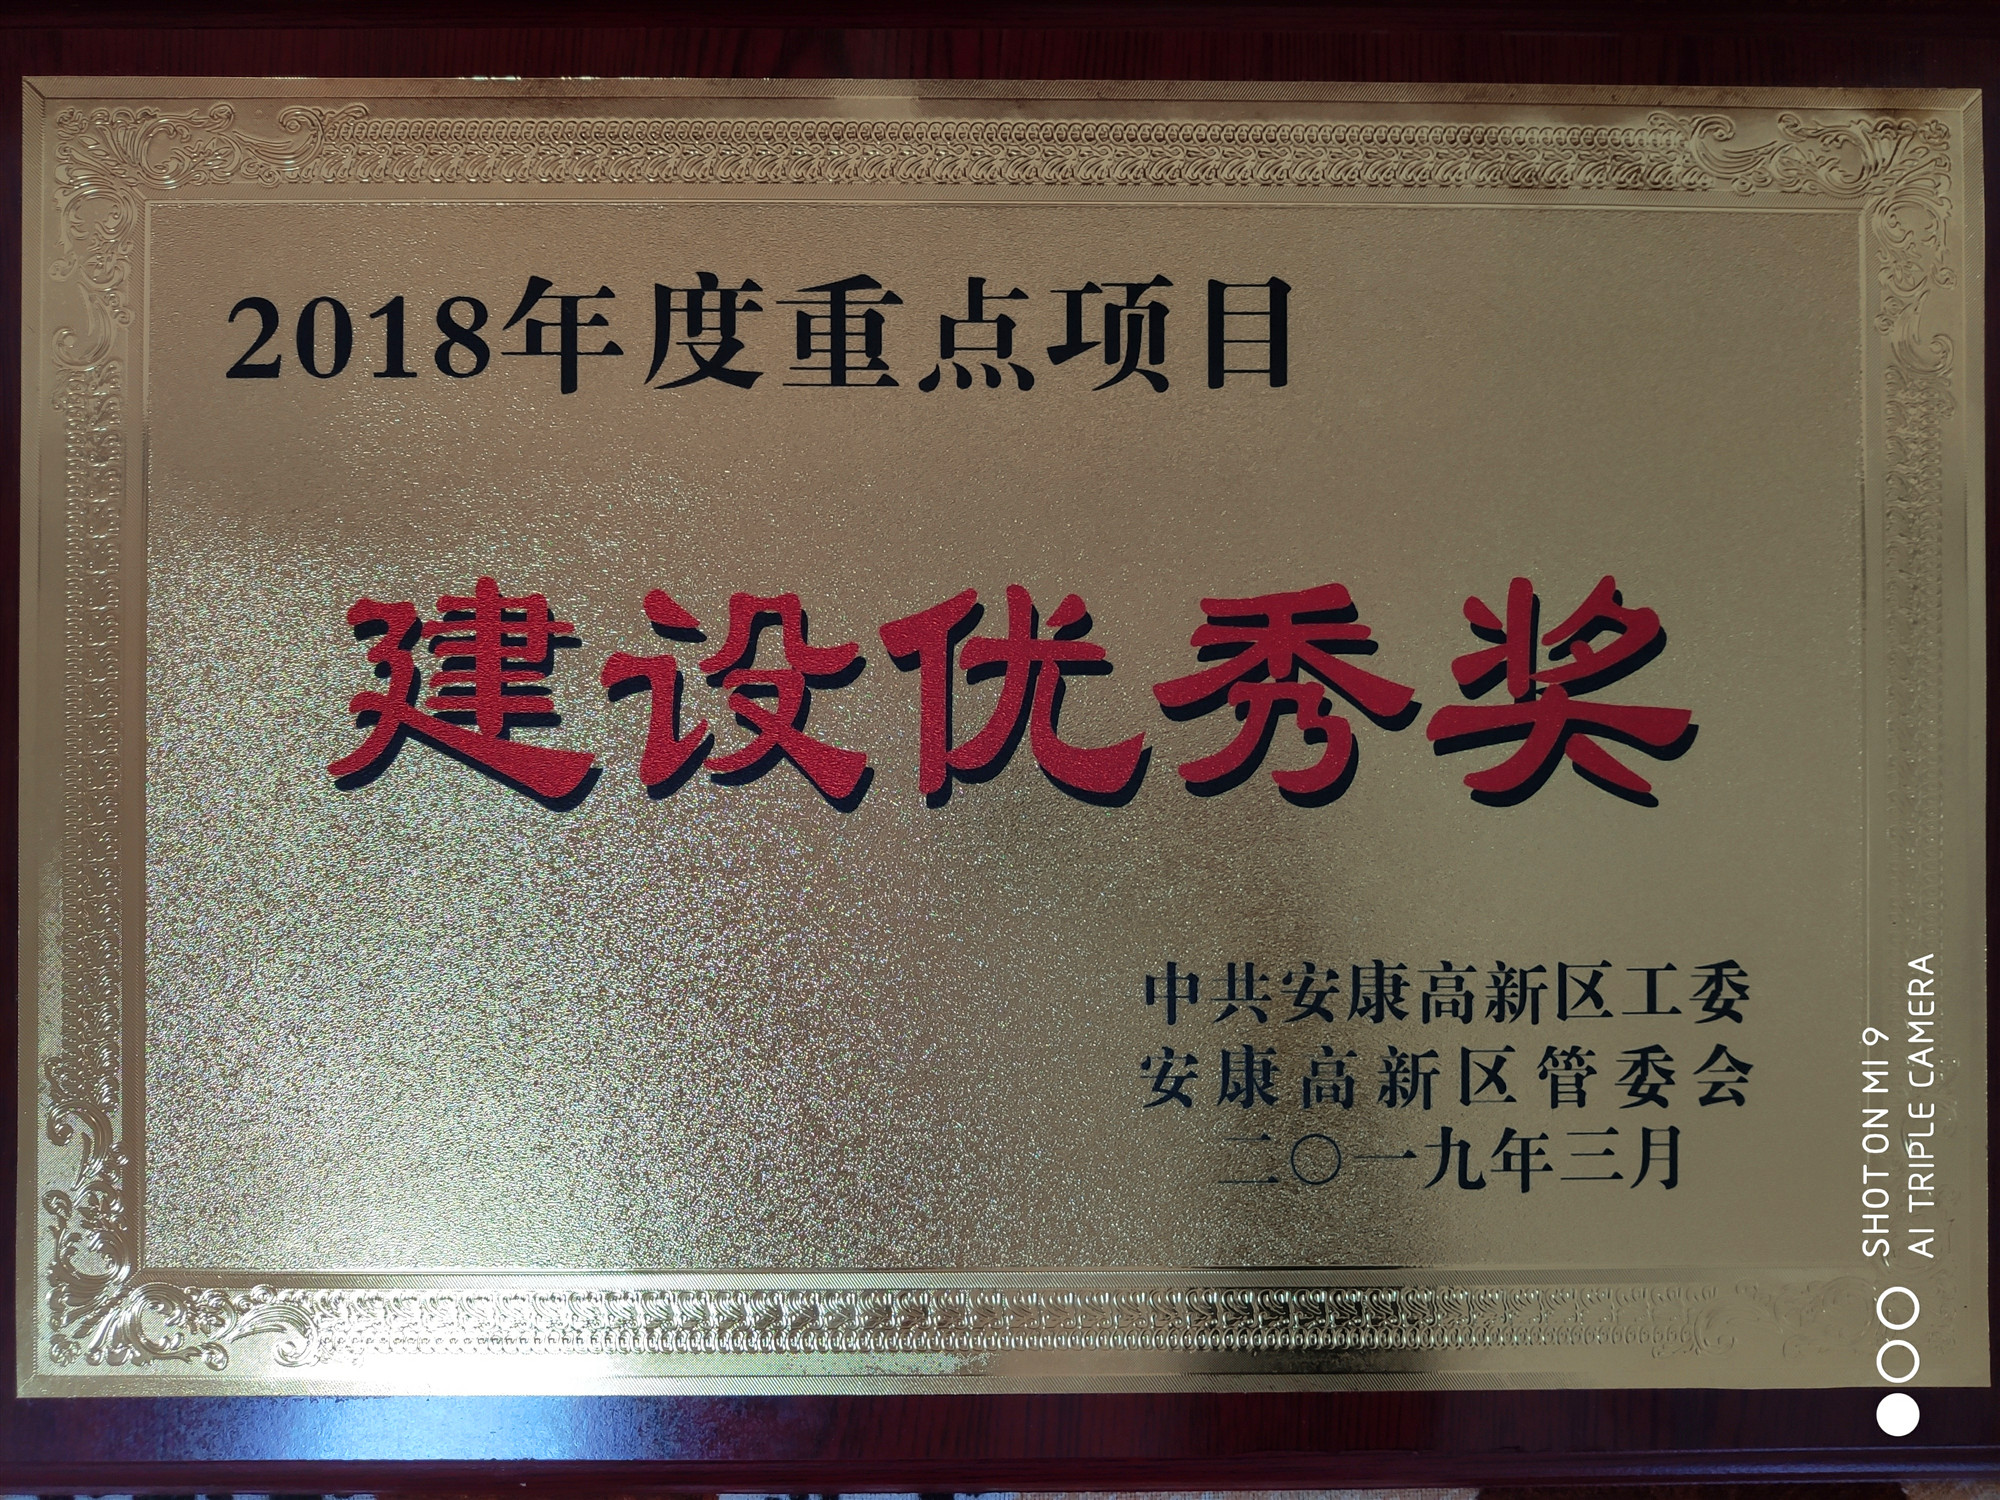 2018年度重点项目
建设优秀奖
中共安康高新区工委
安康高新区管委会
二〇一九年三月
SHOT ON MI 9
AI TRIPLE CAMERA